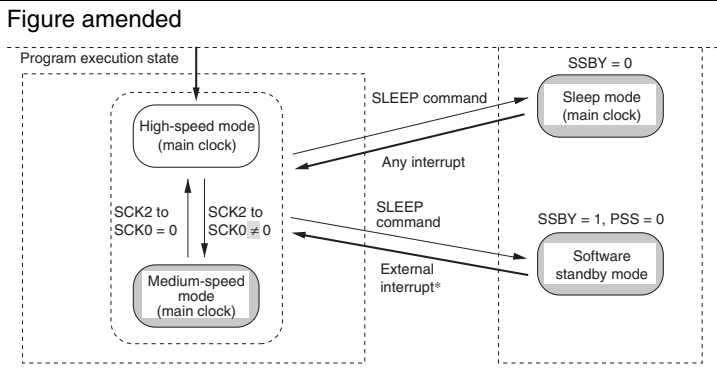 Figure amended
Program execution state
High-speed mode
(main clock)
SCK2 to
SCK0 = 0
SCK2 to
SCK0 ≠ 0
Medium-speed
mode
(main clock)
SLEEP command
Any interrupt
SLEEP
command
External
interrupt*
SSBY = 0
Sleep mode
(main clock)
SSBY = 1, PSS = 0
Software
standby mode